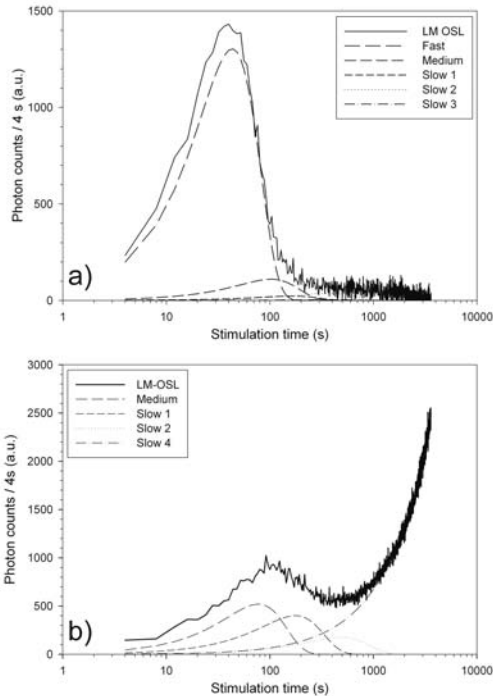 LM OSL
Fast
Medium
Slow 1
Slow 2
Slow 3
1500
1000
500
0
Photon counts / 4 s (a.u.)
a)
1 10 100 1000 10000
Stimulation time (s)
LM-OSL
Medium
Slow 1
Slow 2
Slow 4
3000
2500
2000
1500
1000
500
0
Photon counts / 4s (a.u.)
b)
1 10 100 1000 10000
Stimulation time (s)